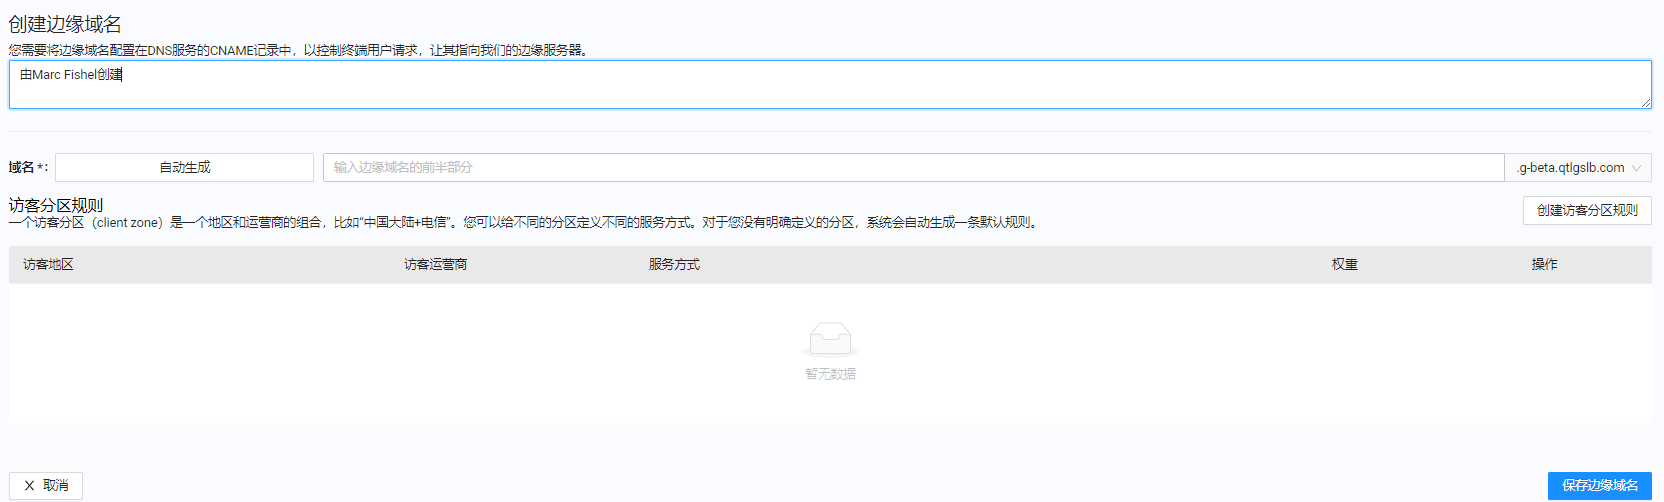 创建边缘域名
您需要将边缘域名配置在DNS服务的CNAME记录中，以控制终端用户请求，让其指向我们的边缘服务器。
由Marc Fishel创建
域名 *： 自动生成 输入边缘域名的前半部分 .g-beta.qtlgslb.com
访客分区规则
一个访客分区（client zone）是一个地区和运营商的组合，比如“中国大陆+电信”。您可以给不同的分区定义不同的服务方式。对于您没有明确定义的分区，系统会自动生成一条默认规则。
创建访客分区规则
访客地区 访客运营商 服务方式 权重 操作
暂无数据
取消 保存边缘域名